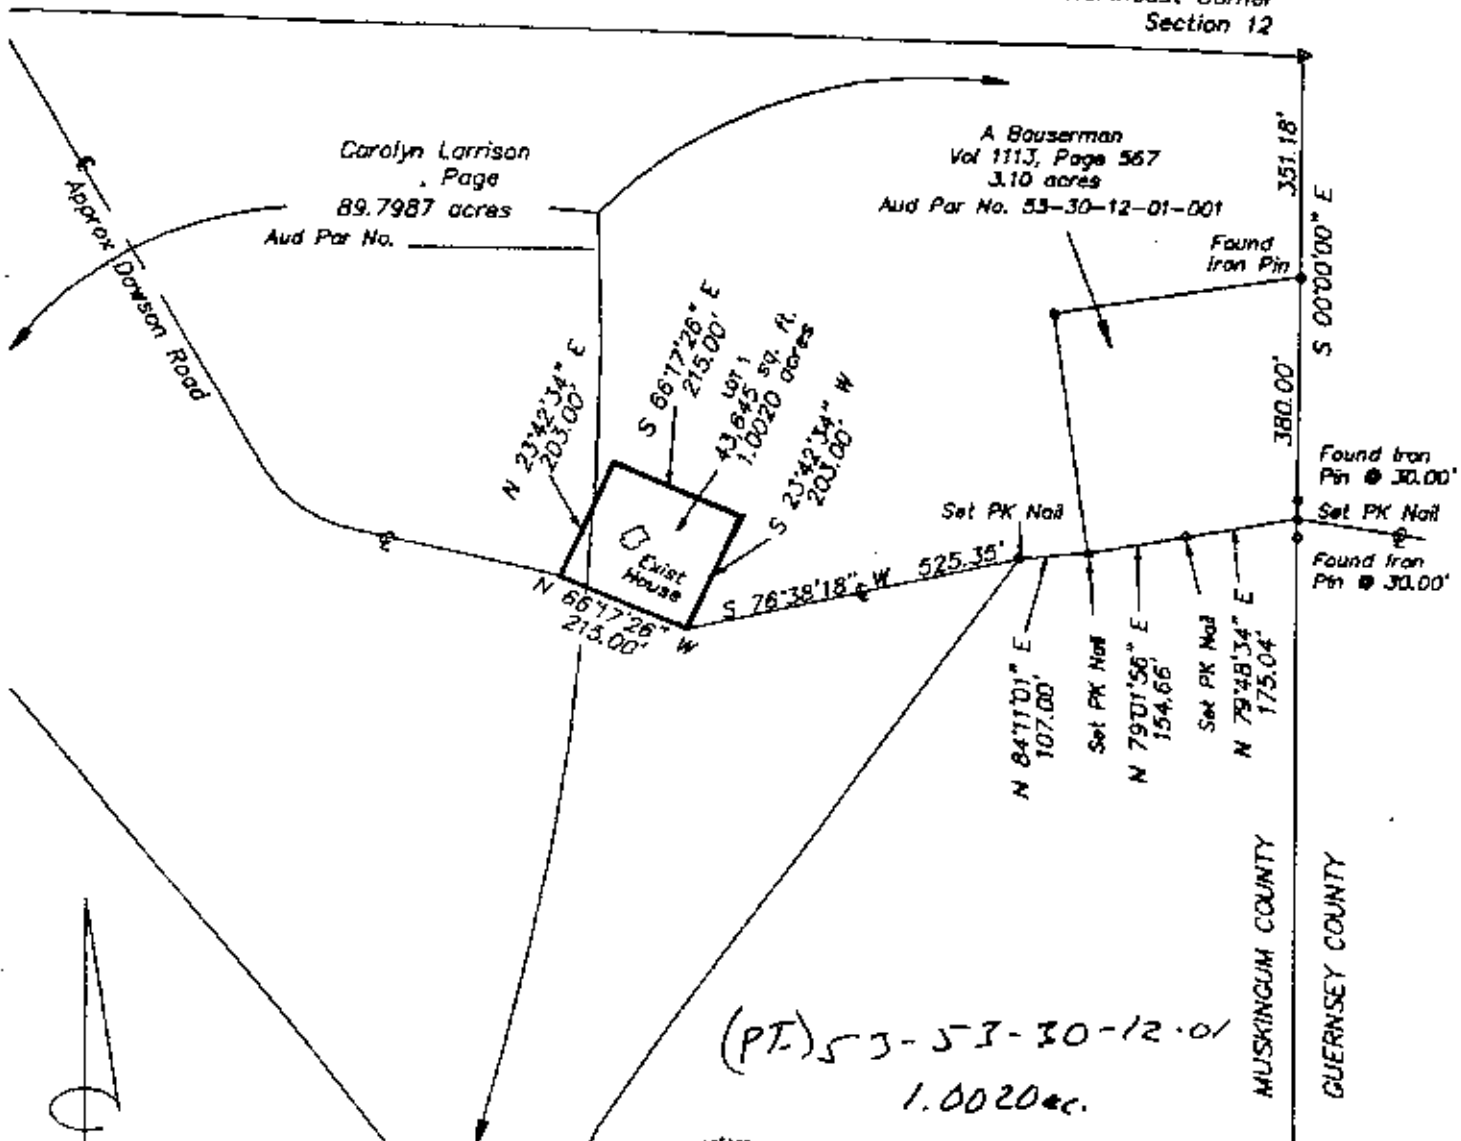 Section 12
Carolyn Larrison
, Page
89.7987 acres
Aud Par No.
A Bauserman
Vol 1113, Page 567
3.10 acres
Aud Par No. 53-30-12-01-001
351.18'
S 00°00'00" E
380.00'
Found
Iron Pin
Approx Dawson Road
N 23°42'34" E
203.00'
S 66°17'26" E
215.00'
LOT 1
43,645 sq. ft.
1.0020 acres
S 23°42'34" W
203.00'
Exist
House
N 66°17'26" W
215.00'
S 76°38'18" W 525.35'
Set PK Nail
Found Iron
Pin @ 30.00'
Set PK Nail
Found Iron
Pin @ 30.00'
N 84°11'01" E
107.00'
Set PK Nail
N 79°01'56" E
154.66'
Set PK Nail
N 79°48'34" E
175.04'
MUSKINGUM COUNTY
GUERNSEY COUNTY
(PT.) 53-53-30-12-01
1.0020 ac.